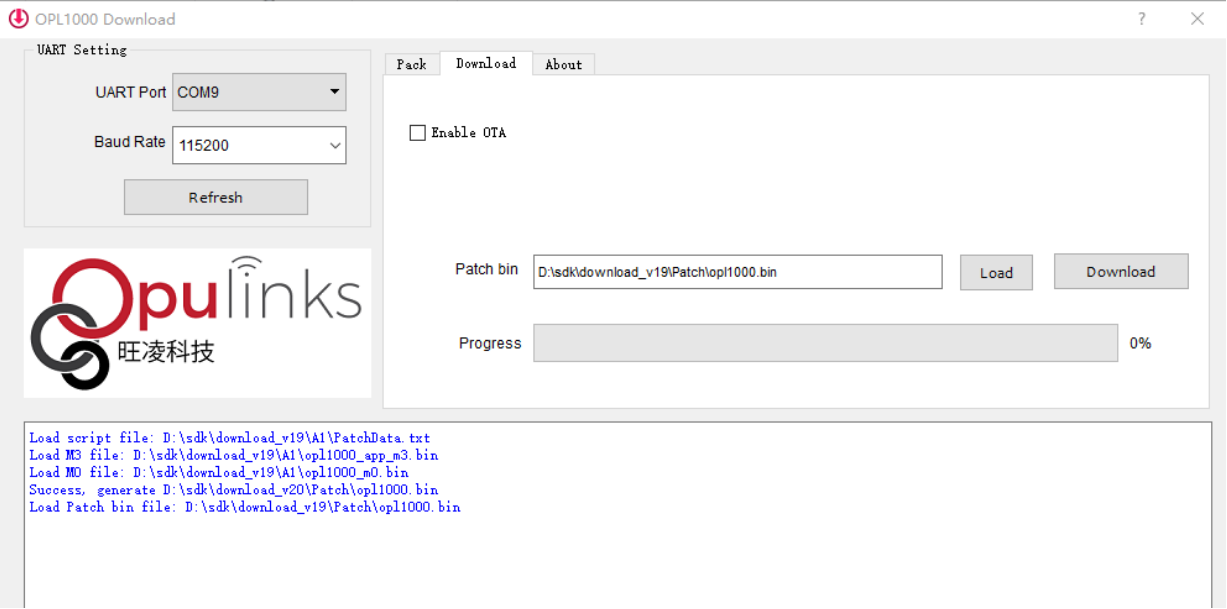 OPL1000 Download
?
UART Setting
UART Port COM9
Baud Rate 115200
Refresh
Opulinks
旺凌科技
Pack Download About
Enable OTA
Patch bin D:\sdk\download_v19\Patch\opl1000.bin Load Download
Progress 0%
Load script file: D:\sdk\download_v19\A1\PatchData.txt
Load M3 file: D:\sdk\download_v19\A1\opl1000_app_m3.bin
Load M0 file: D:\sdk\download_v19\A1\opl1000_m0.bin
Success, generate D:\sdk\download_v20\Patch\opl1000.bin
Load Patch bin file: D:\sdk\download_v19\Patch\opl1000.bin